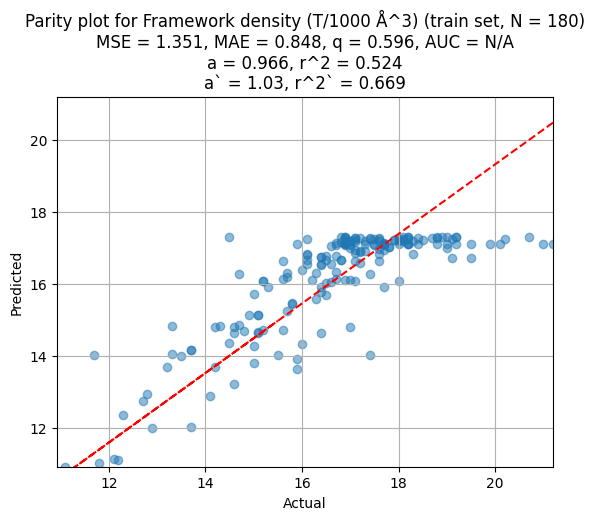 Parity plot for Framework density (T/1000 Å^3) (train set, N = 180)
MSE = 1.351, MAE = 0.848, q = 0.596, AUC = N/A
a = 0.966, r^2 = 0.524
a` = 1.03, r^2` = 0.669
20
18
16
14
12
Predicted
12 14 16 18 20
Actual